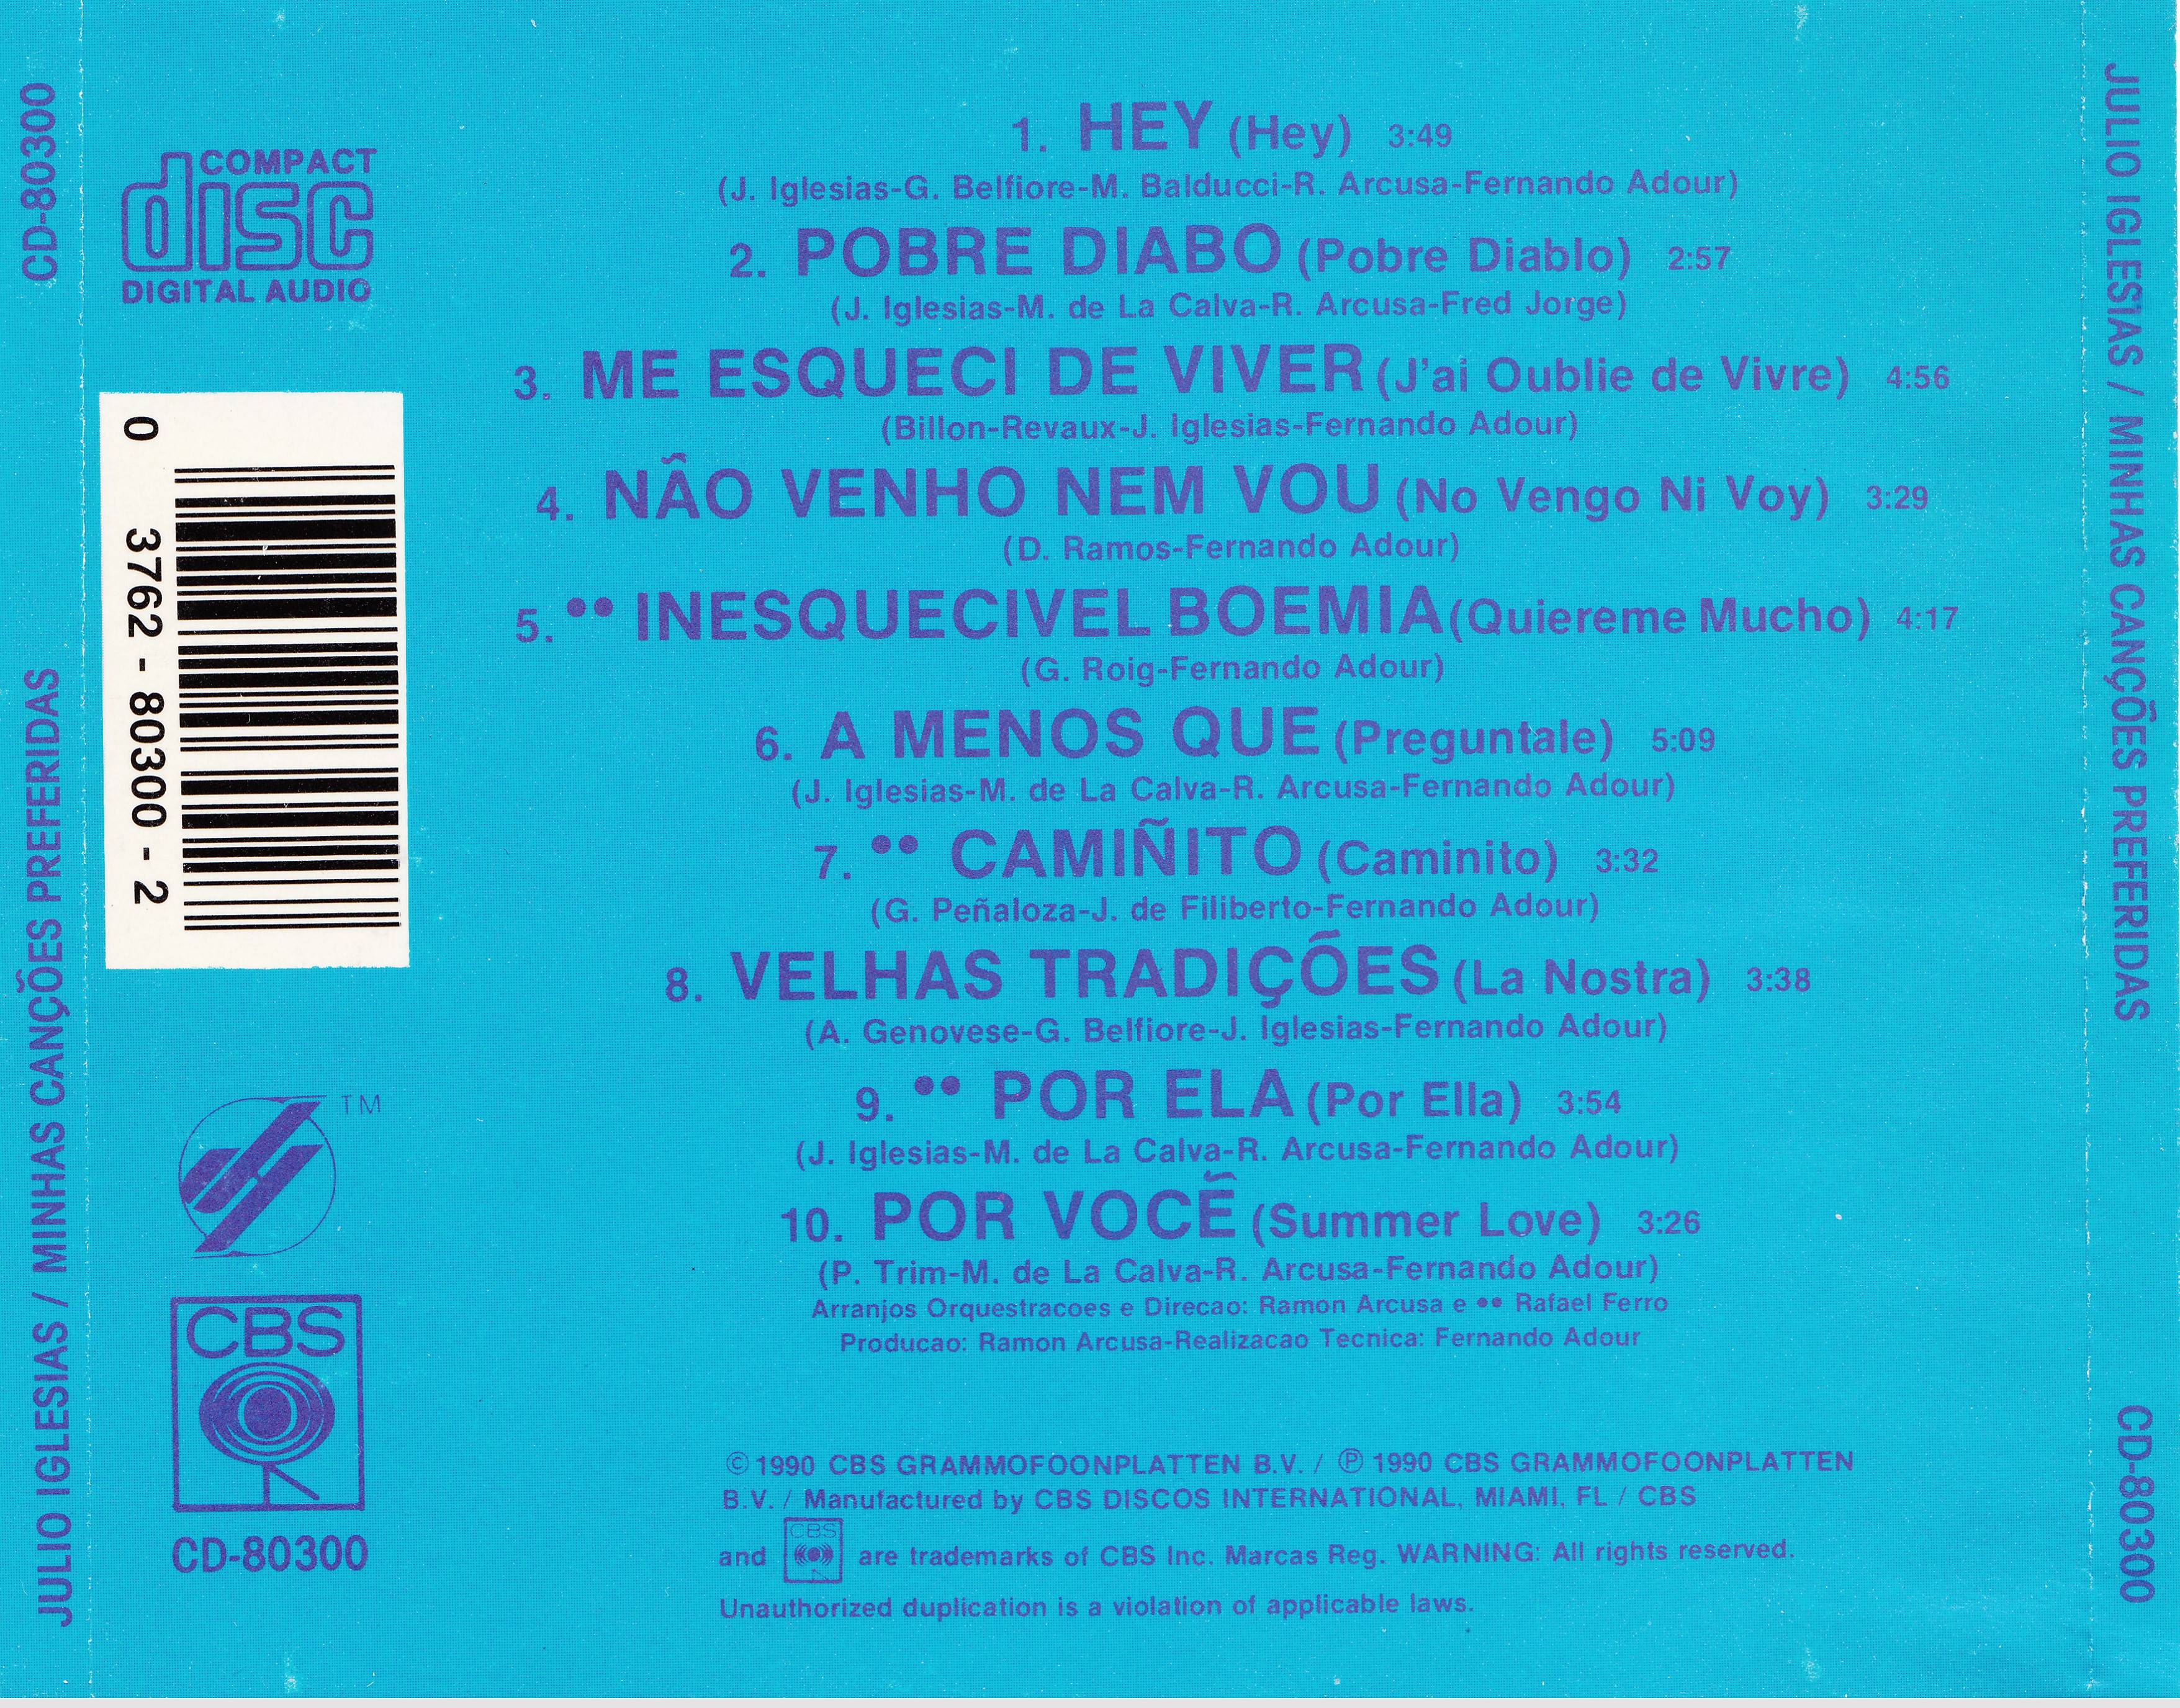 CD-80300
JULIO IGLESIAS / MINHAS CANÇÕES PREFERIDAS
COMPACT
disc
DIGITAL AUDIO
0 3762 - 80300 - 2
TM
CBS
CD-80300
1. HEY (Hey) 3:49
(J. Iglesias-G. Belfiore-M. Balducci-R. Arcusa-Fernando Adour)
2. POBRE DIABO (Pobre Diablo) 2:57
(J. Iglesias-M. de La Calva-R. Arcusa-Fred Jorge)
3. ME ESQUECI DE VIVER (J'ai Oublie de Vivre) 4:56
(Billon-Revaux-J. Iglesias-Fernando Adour)
4. NÃO VENHO NEM VOU (No Vengo Ni Voy) 3:29
(D. Ramos-Fernando Adour)
5. •• INESQUECIVEL BOEMIA (Quiereme Mucho) 4:17
(G. Roig-Fernando Adour)
6. A MENOS QUE (Preguntale) 5:09
(J. Iglesias-M. de La Calva-R. Arcusa-Fernando Adour)
7. •• CAMIÑITO (Caminito) 3:32
(G. Peñaloza-J. de Filiberto-Fernando Adour)
8. VELHAS TRADIÇÕES (La Nostra) 3:38
(A. Genovese-G. Belfiore-J. Iglesias-Fernando Adour)
9. •• POR ELA (Por Ella) 3:54
(J. Iglesias-M. de La Calva-R. Arcusa-Fernando Adour)
10. POR VOCẼ (Summer Love) 3:26
(P. Trim-M. de La Calva-R. Arcusa-Fernando Adour)
Arranjos Orquestracoes e Direcao: Ramon Arcusa e •• Rafael Ferro
Producao: Ramon Arcusa-Realizacao Tecnica: Fernando Adour
© 1990 CBS GRAMMOFOONPLATTEN B.V. / ℗ 1990 CBS GRAMMOFOONPLATTEN
B.V. / Manufactured by CBS DISCOS INTERNATIONAL, MIAMI, FL / CBS
and CBS are trademarks of CBS Inc. Marcas Reg. WARNING: All rights reserved.
Unauthorized duplication is a violation of applicable laws.
JULIO IGLESIAS / MINHAS CANÇÕES PREFERIDAS
CD-80300